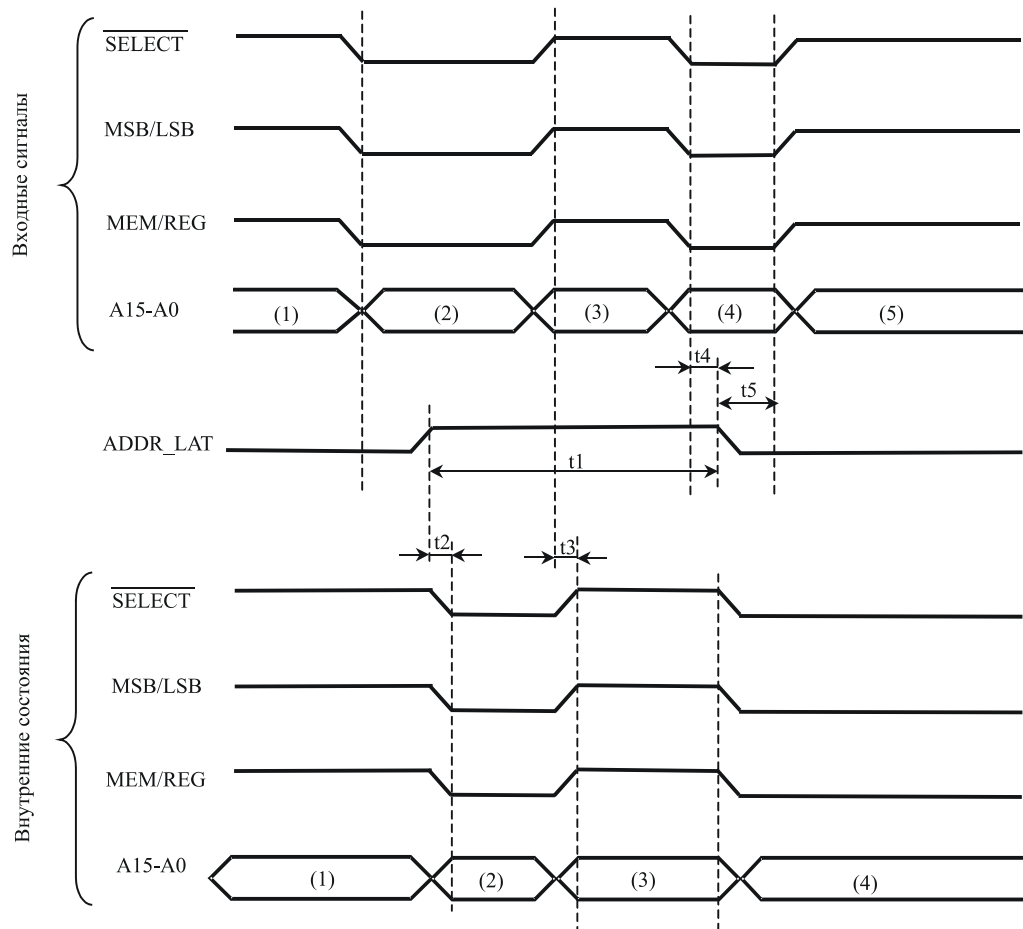 Входные сигналы
SELECT
MSB/LSB
MEM/REG
A15-A0
(1)
(2)
(3)
(4)
(5)
t4
t5
ADDR_LAT
t1
t2
t3
Внутренние состояния
SELECT
MSB/LSB
MEM/REG
A15-A0
(1)
(2)
(3)
(4)